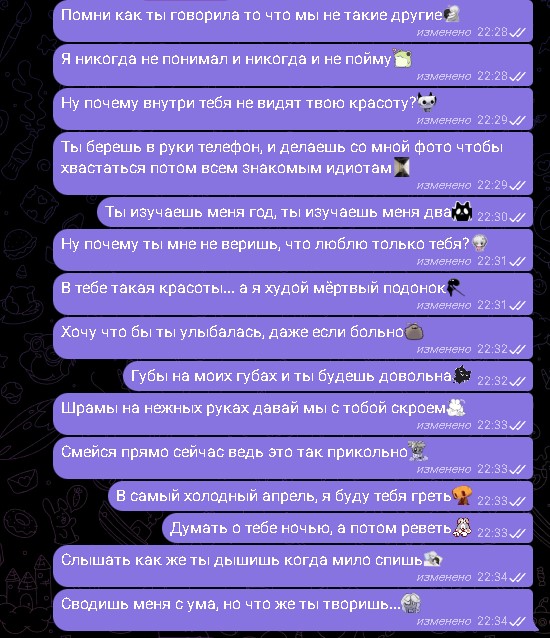 Помни как ты говорила то что мы не такие другие
изменено 22:28
Я никогда не понимал и никогда и не пойму
изменено 22:28
Ну почему внутри тебя не видят твою красоту?
изменено 22:29
Ты берешь в руки телефон, и делаешь со мной фото чтобы
хвастаться потом всем знакомым идиотам
изменено 22:29
Ты изучаешь меня год, ты изучаешь меня два
22:30
Ну почему ты мне не веришь, что люблю только тебя?
изменено 22:31
В тебе такая красоты... а я худой мёртвый подонок
изменено 22:31
Хочу что бы ты улыбалась, даже если больно
изменено 22:32
Губы на моих губах и ты будешь довольна
22:32
Шрамы на нежных руках давай мы с тобой скроем
изменено 22:33
Смейся прямо сейчас ведь это так прикольно
изменено 22:33
В самый холодный апрель, я буду тебя греть
22:33
Думать о тебе ночью, а потом реветь
22:33
Слышать как же ты дышишь когда мило спишь
изменено 22:34
Сводишь меня с ума, но что же ты творишь...
изменено 22:34